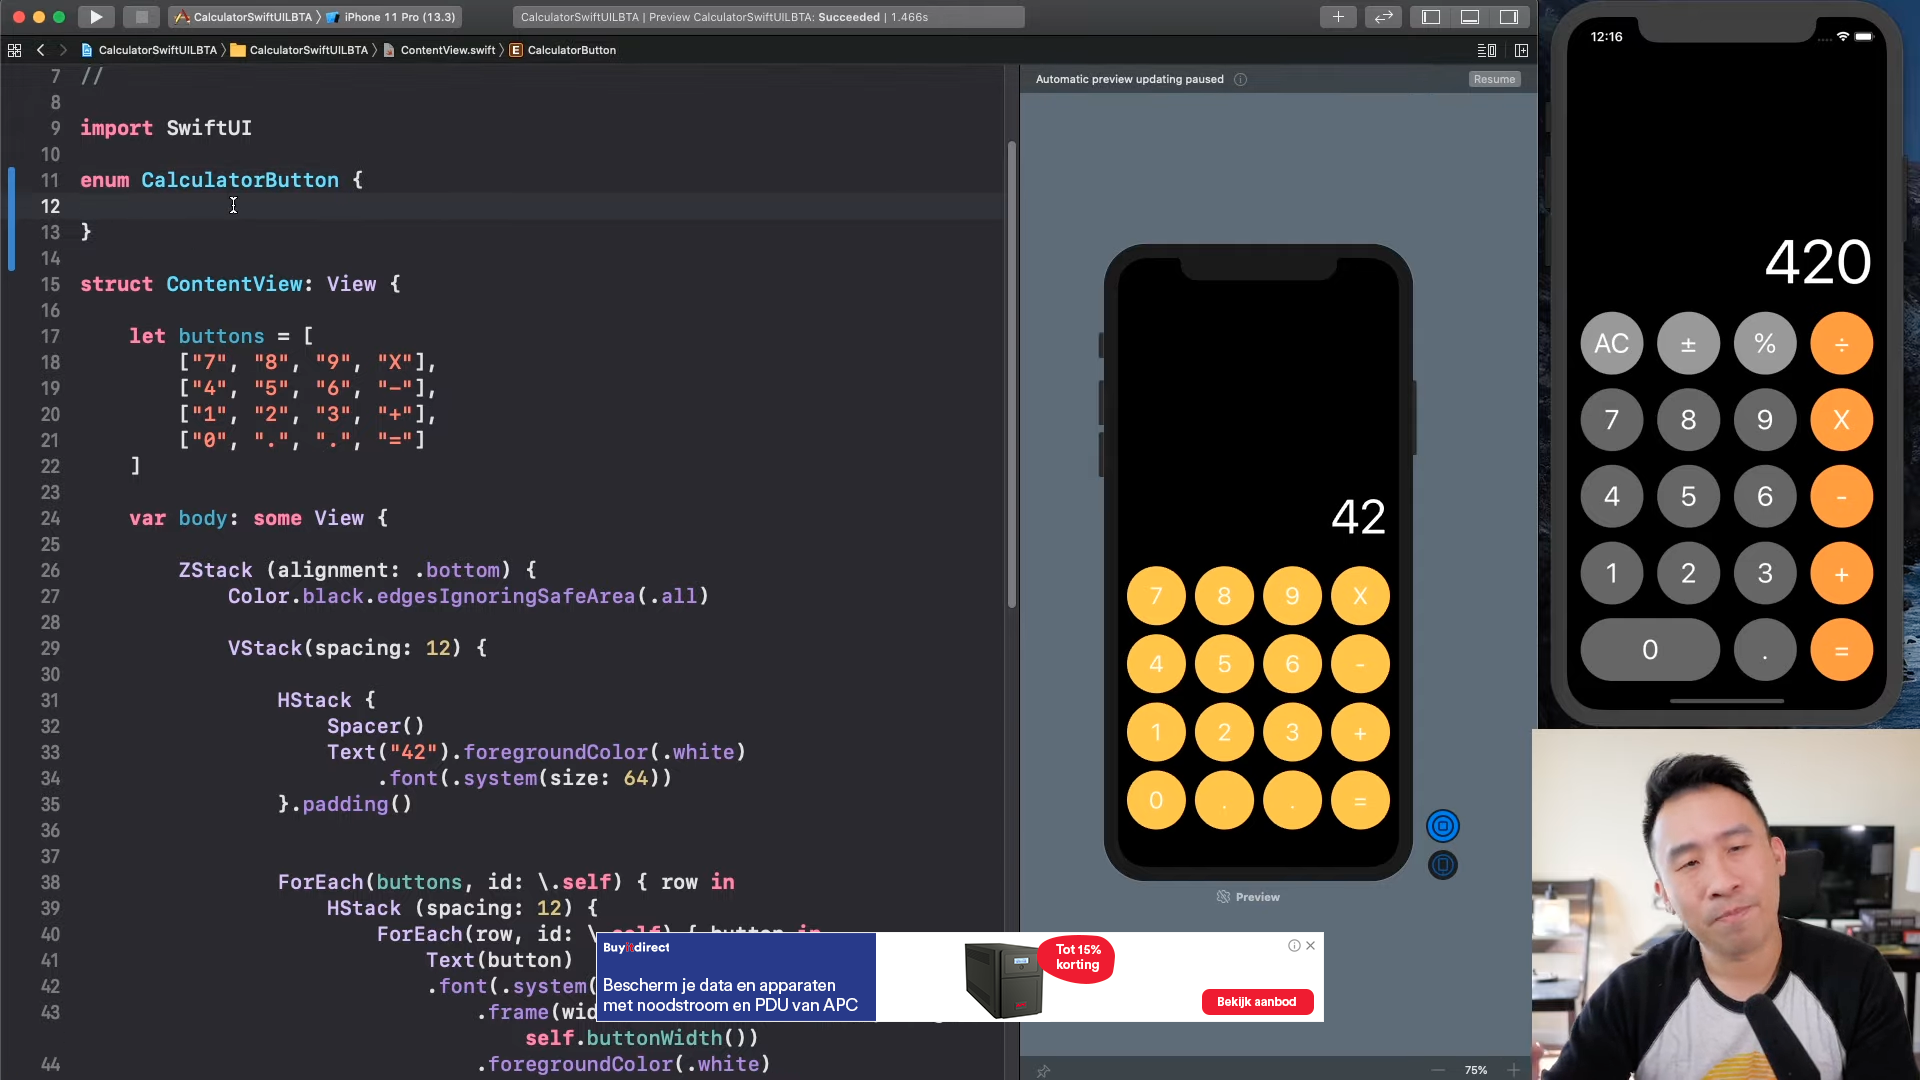 CalculatorSwiftUILBTA iPhone 11 Pro (13.3)
CalculatorSwiftUILBTA | Preview CalculatorSwiftUILBTA: Succeeded | 1.466s
CalculatorSwiftUILBTA CalculatorSwiftUILBTA ContentView.swift E CalculatorButton
7 //
8
9 import SwiftUI
10
11 enum CalculatorButton {
12
13 }
14
15 struct ContentView: View {
16
17 let buttons = [
18 ["7", "8", "9", "X"],
19 ["4", "5", "6", "-"],
20 ["1", "2", "3", "+"],
21 ["0", ".", ".", "="]
22 ]
23
24 var body: some View {
25
26 ZStack (alignment: .bottom) {
27 Color.black.edgesIgnoringSafeArea(.all)
28
29 VStack(spacing: 12) {
30
31 HStack {
32 Spacer()
33 Text("42").foregroundColor(.white)
34 .font(.system(size: 64))
35 }.padding()
36
37
38 ForEach(buttons, id: \.self) { row in
39 HStack (spacing: 12) {
40 ForEach(row, id: \.self) { button in
41 Text(button)
42 .font(.system(
43 .frame(wid
self.buttonWidth())
44 .foregroundColor(.white)
Automatic preview updating paused
Resume
42
7 8 9 X
4 5 6 -
1 2 3 +
0 . . =
Preview
75%
12:16
420
AC ± % ÷
7 8 9 X
4 5 6 -
1 2 3 +
0 . =
BuyITdirect
Bescherm je data en apparaten
met noodstroom en PDU van APC
Tot 15%
korting
Bekijk aanbod